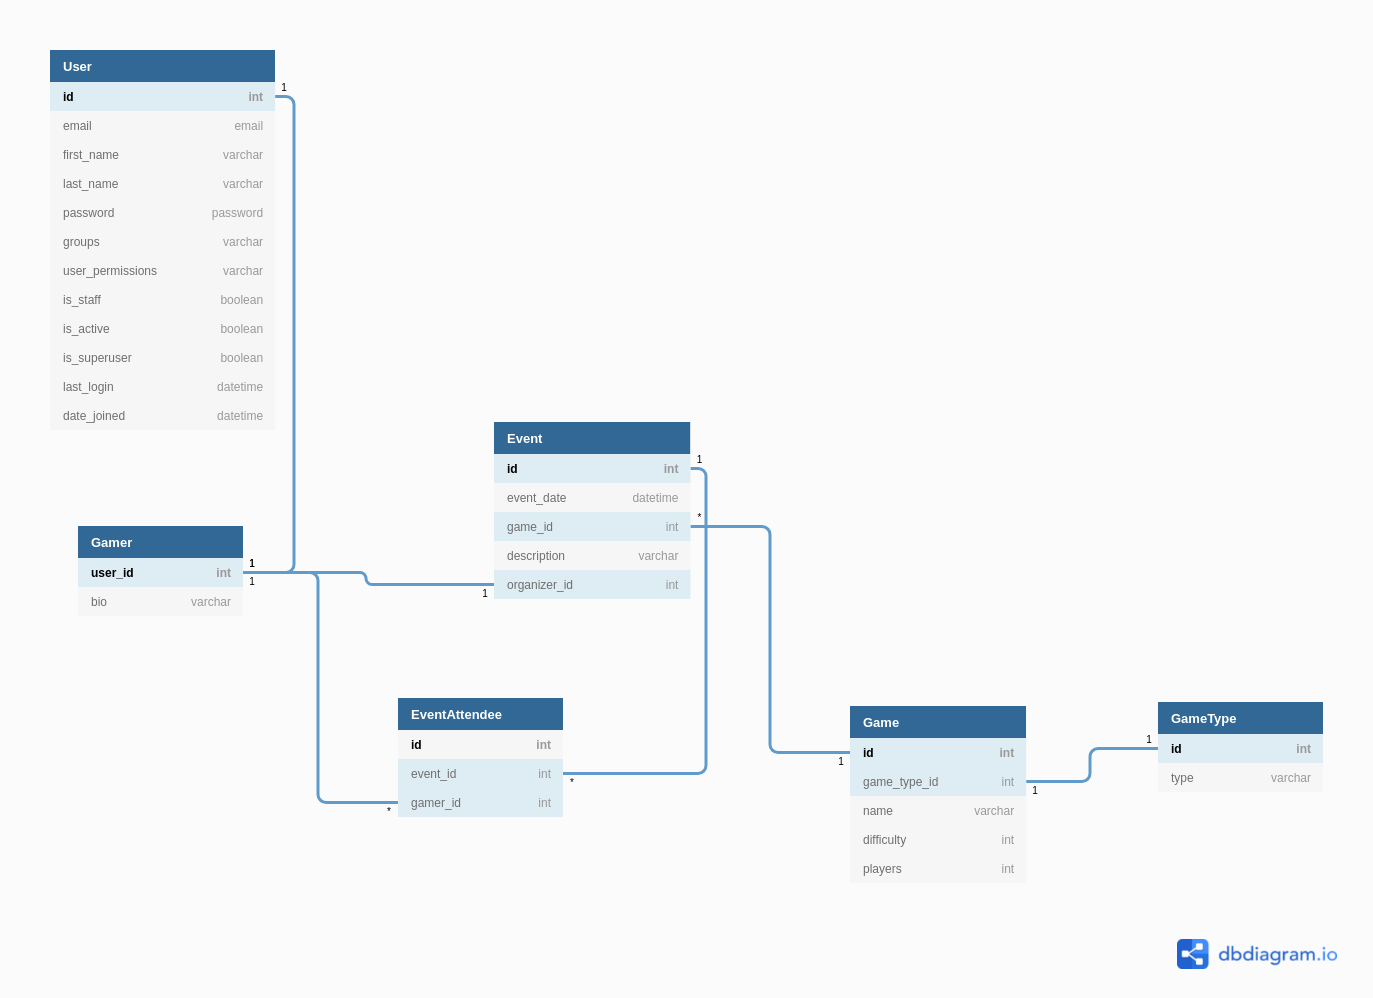 User
1
id int
email email
first_name varchar
last_name varchar
password password
groups varchar
user_permissions varchar
is_staff boolean
is_active boolean
is_superuser boolean
last_login datetime
date_joined datetime
Event
1
id int
event_date datetime
*
game_id int
description varchar
organizer_id int
1
Gamer
1
user_id int
1
bio varchar
EventAttendee
id int
event_id int
*
gamer_id int
*
Game
id int
1
game_type_id int
1
name varchar
difficulty int
players int
GameType
1
id int
type varchar
dbdiagram.io